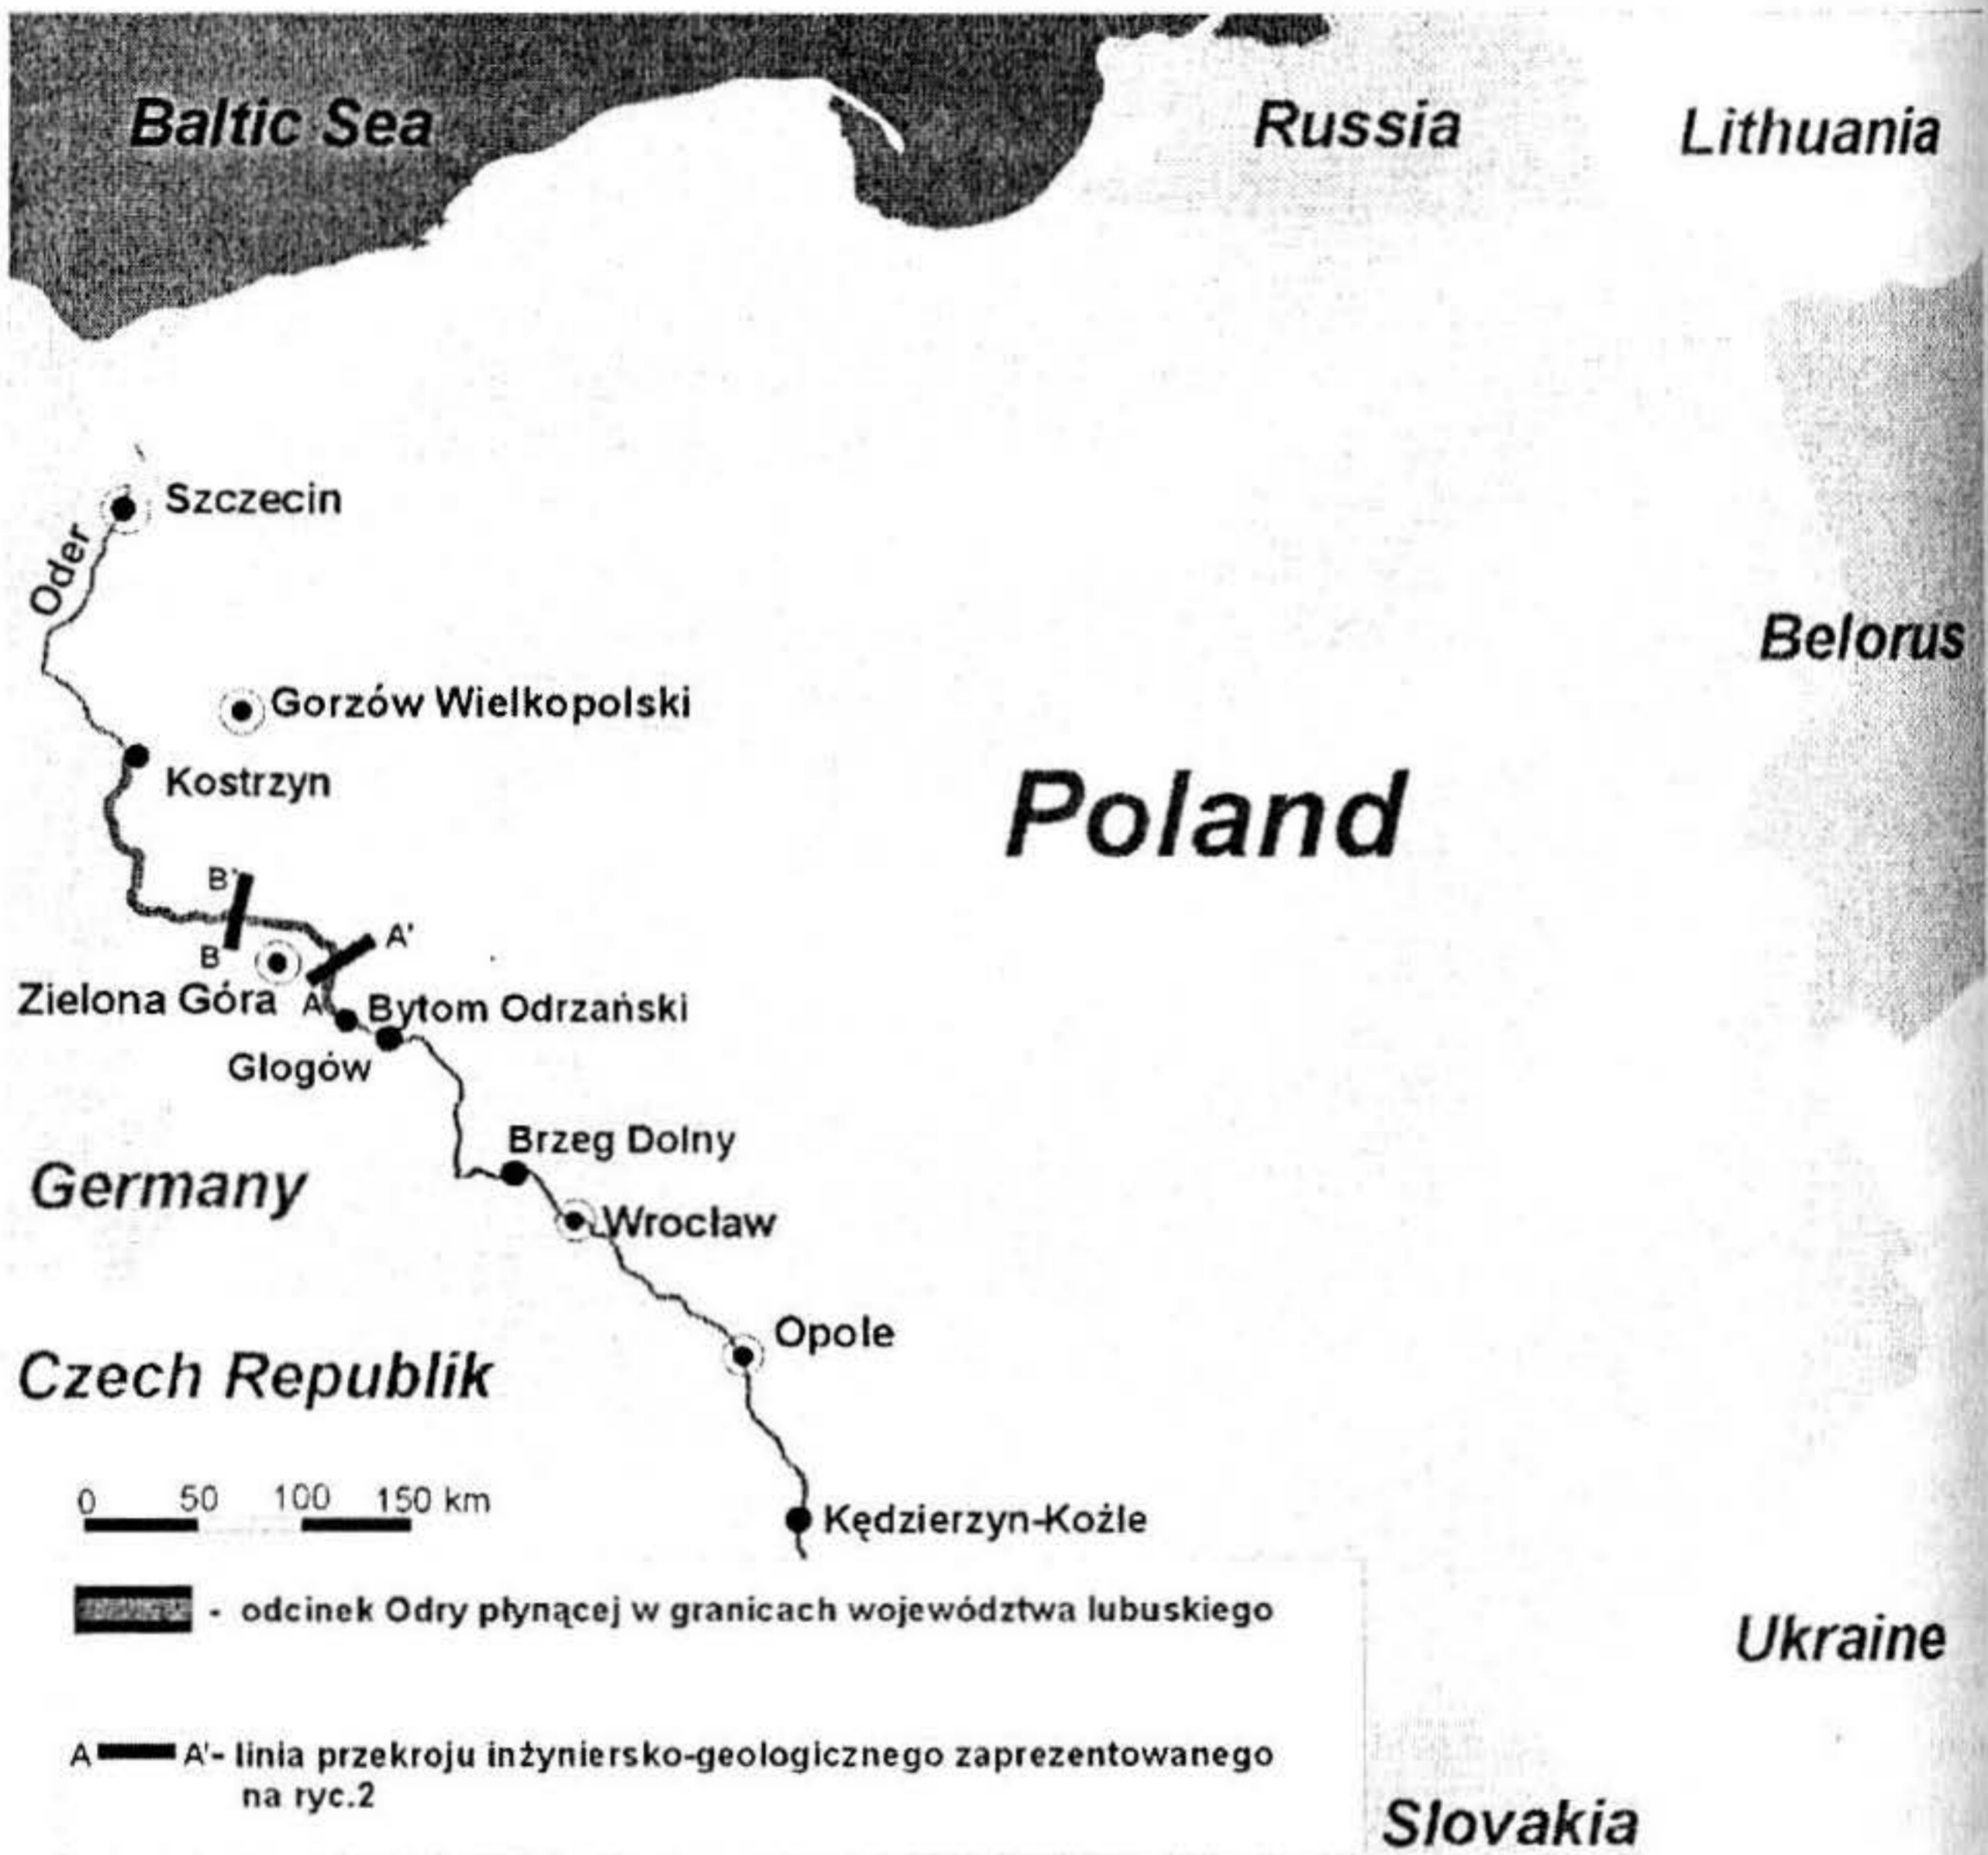 Baltic Sea
Russia
Lithuania
Szczecin
Oder
Belorus
Gorzów Wielkopolski
Kostrzyn
Poland
B'
B
A'
Zielona Góra
A
Bytom Odrzański
Glogów
Brzeg Dolny
Germany
Wrocław
Opole
Czech Republik
0 50 100 150 km
Kędzierzyn-Koźle
- odcinek Odry płynącej w granicach województwa lubuskiego
Ukraine
A A'- linia przekroju inżyniersko-geologicznego zaprezentowanego
na ryc.2
Slovakia